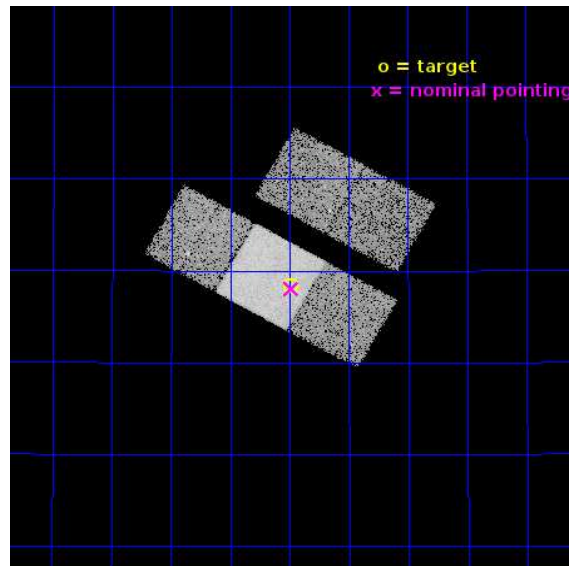 o = target
x = nominal pointing